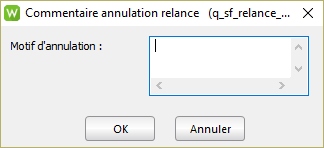 W Commentaire annulation relance (q_sf_relance_...
Motif d'annulation :
OK
Annuler